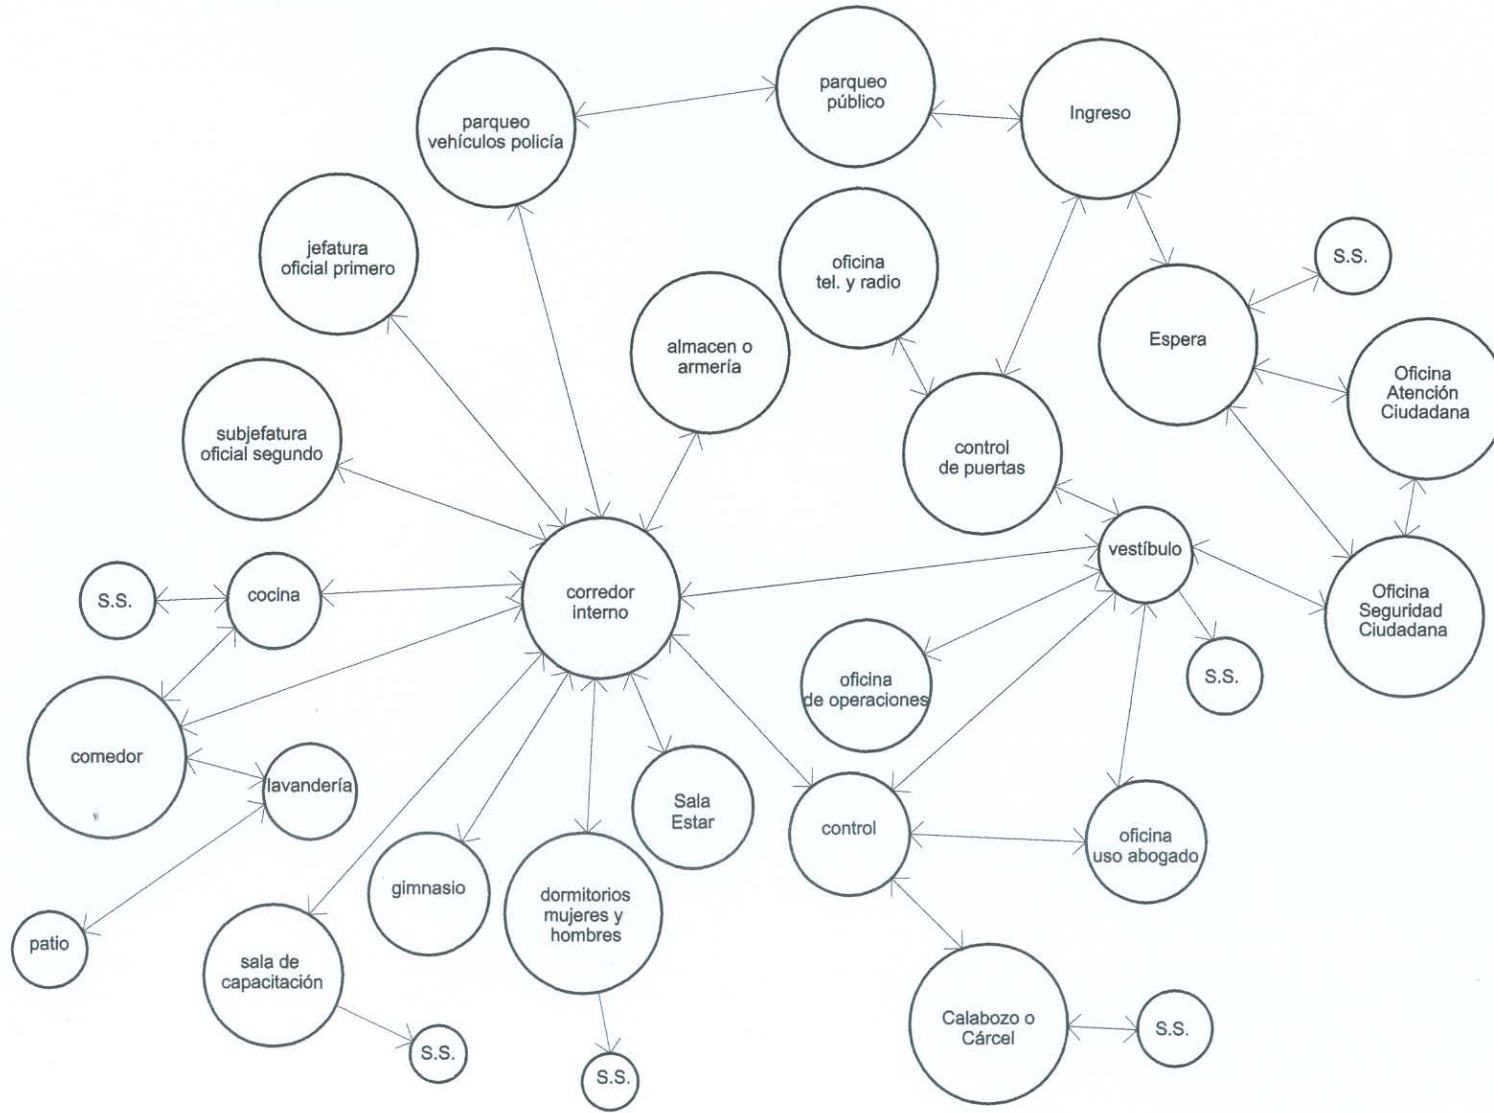 parqueo
público
Ingreso
parqueo
vehículos policía
jefatura
oficial primero
oficina
tel. y radio
S.S.
almacen o
armería
Espera
Oficina
Atención
Ciudadana
subjefatura
oficial segundo
control
de puertas
vestíbulo
S.S.
cocina
corredor
interno
Oficina
Seguridad
Ciudadana
oficina
de operaciones
S.S.
comedor
lavandería
Sala
Estar
control
oficina
uso abogado
gimnasio
dormitorios
mujeres y
hombres
patio
sala de
capacitación
Calabozo o
Cárcel
S.S.
S.S.
S.S.